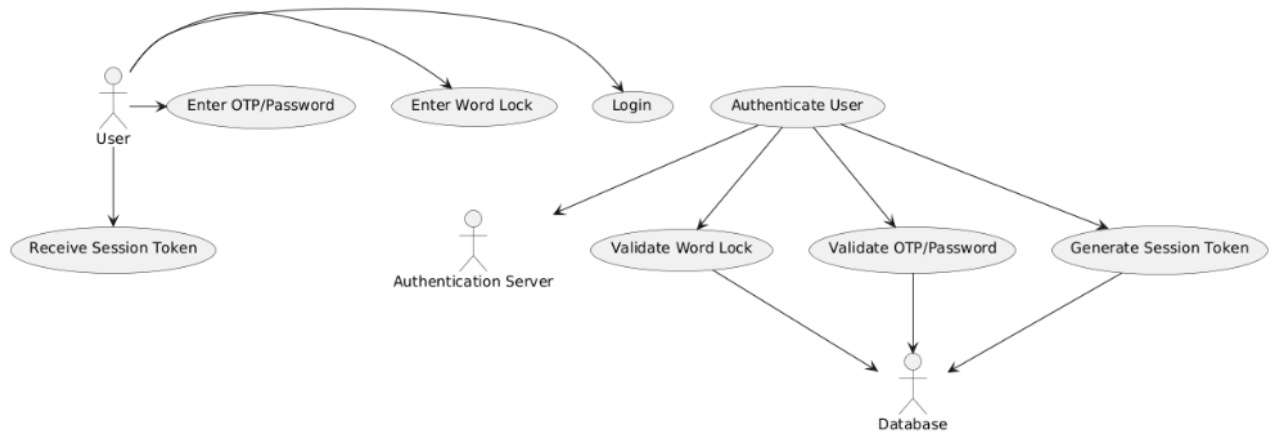 Enter OTP/Password
Enter Word Lock
Login
Authenticate User
User
Receive Session Token
Authentication Server
Validate Word Lock
Validate OTP/Password
Generate Session Token
Database